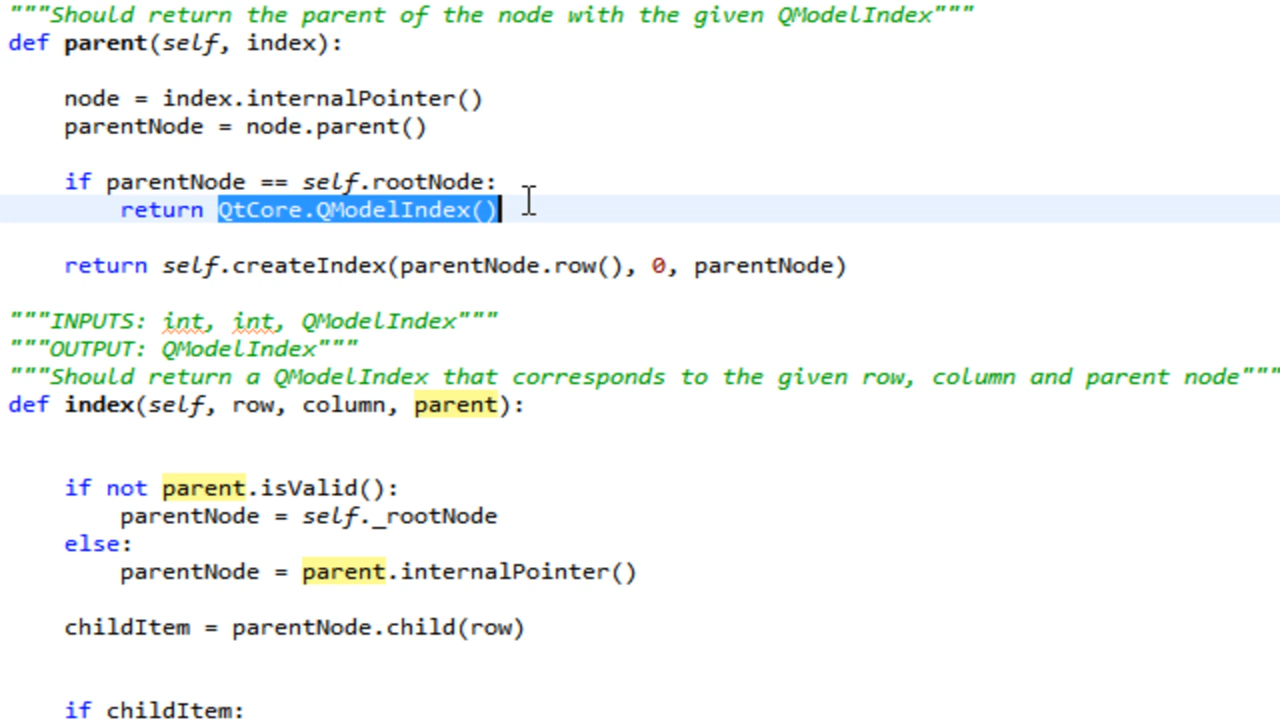 """Should return the parent of the node with the given QModelIndex"""
def parent(self, index):
node = index.internalPointer()
parentNode = node.parent()
if parentNode == self.rootNode:
return QtCore.QModelIndex()
return self.createIndex(parentNode.row(), 0, parentNode)
"""INPUTS: int, int, QModelIndex"""
"""OUTPUT: QModelIndex"""
"""Should return a QModelIndex that corresponds to the given row, column and parent node"""
def index(self, row, column, parent):
if not parent.isValid():
parentNode = self._rootNode
else:
parentNode = parent.internalPointer()
childItem = parentNode.child(row)
if childItem: